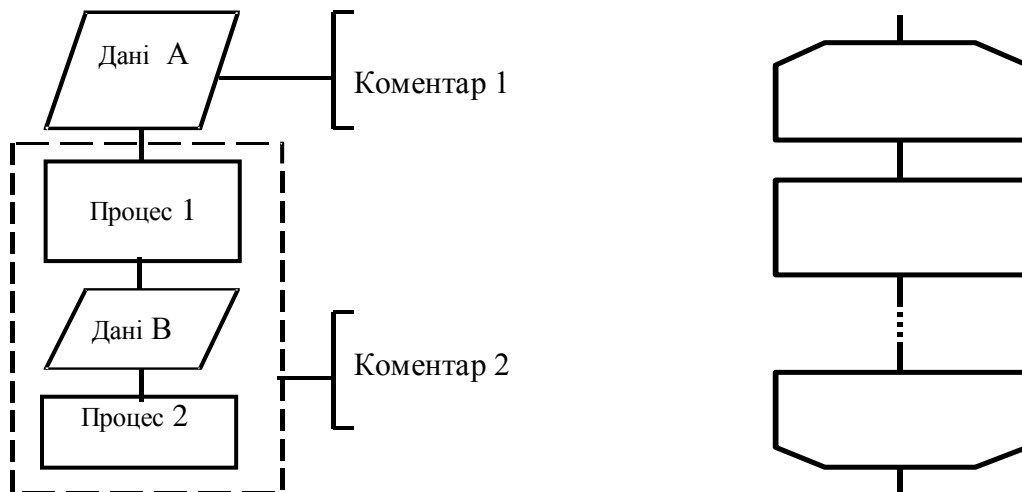 Дані А
Коментар 1
Процес 1
Дані В
Коментар 2
Процес 2